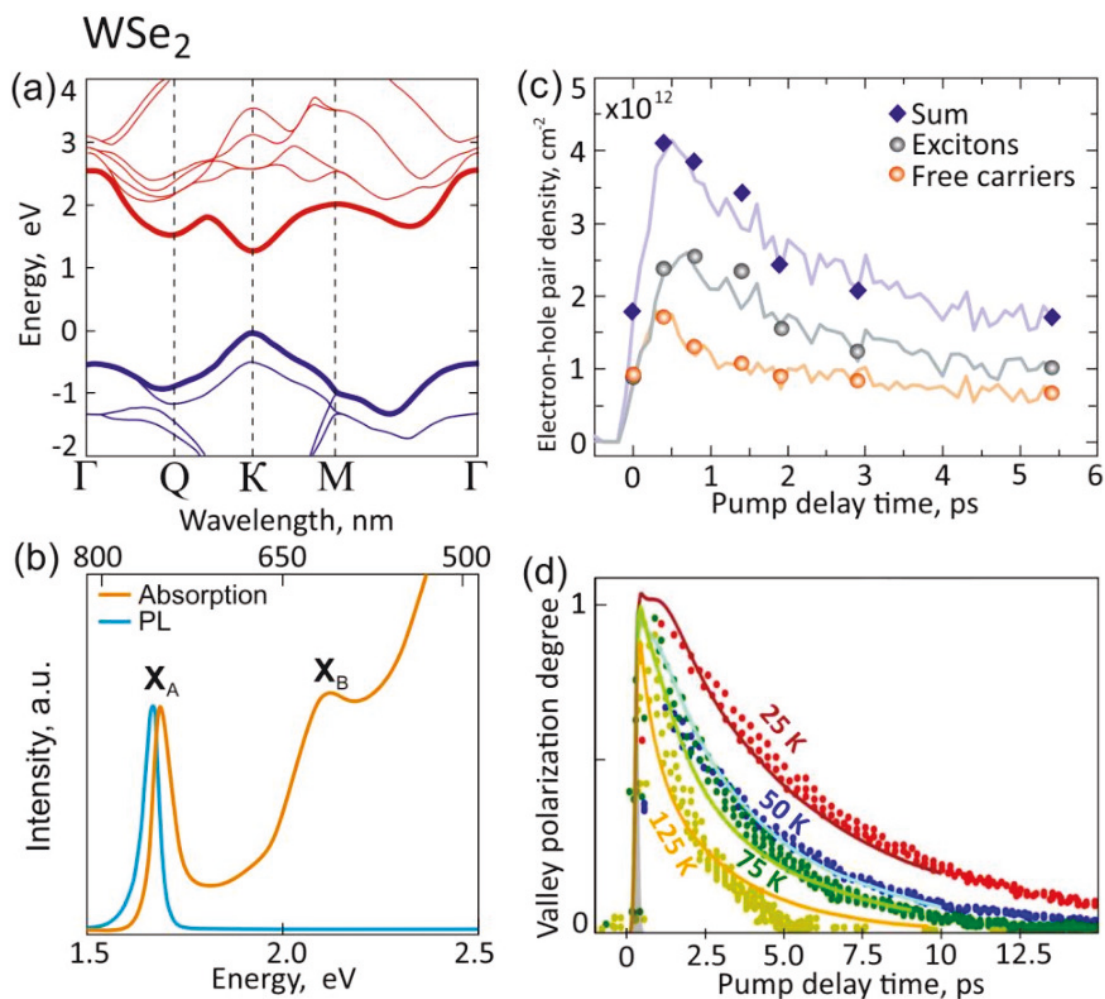 WSe₂
(a)
4
3
2
1
0
-1
-2
Energy, eV
Γ Q K M Γ
Wavelength, nm
(b)
800 650 500
Absorption
PL
X_A
X_B
Intensity, a.u.
1.5 2.0 2.5
Energy, eV
(c)
5
4
3
2
1
0
x10¹²
Sum
Excitons
Free carriers
Electron-hole pair density, cm⁻²
0 1 2 3 4 5 6
Pump delay time, ps
(d)
1
0
Valley polarization degree
25 K
50 K
75 K
125 K
0 2.5 5.0 7.5 10 12.5
Pump delay time, ps